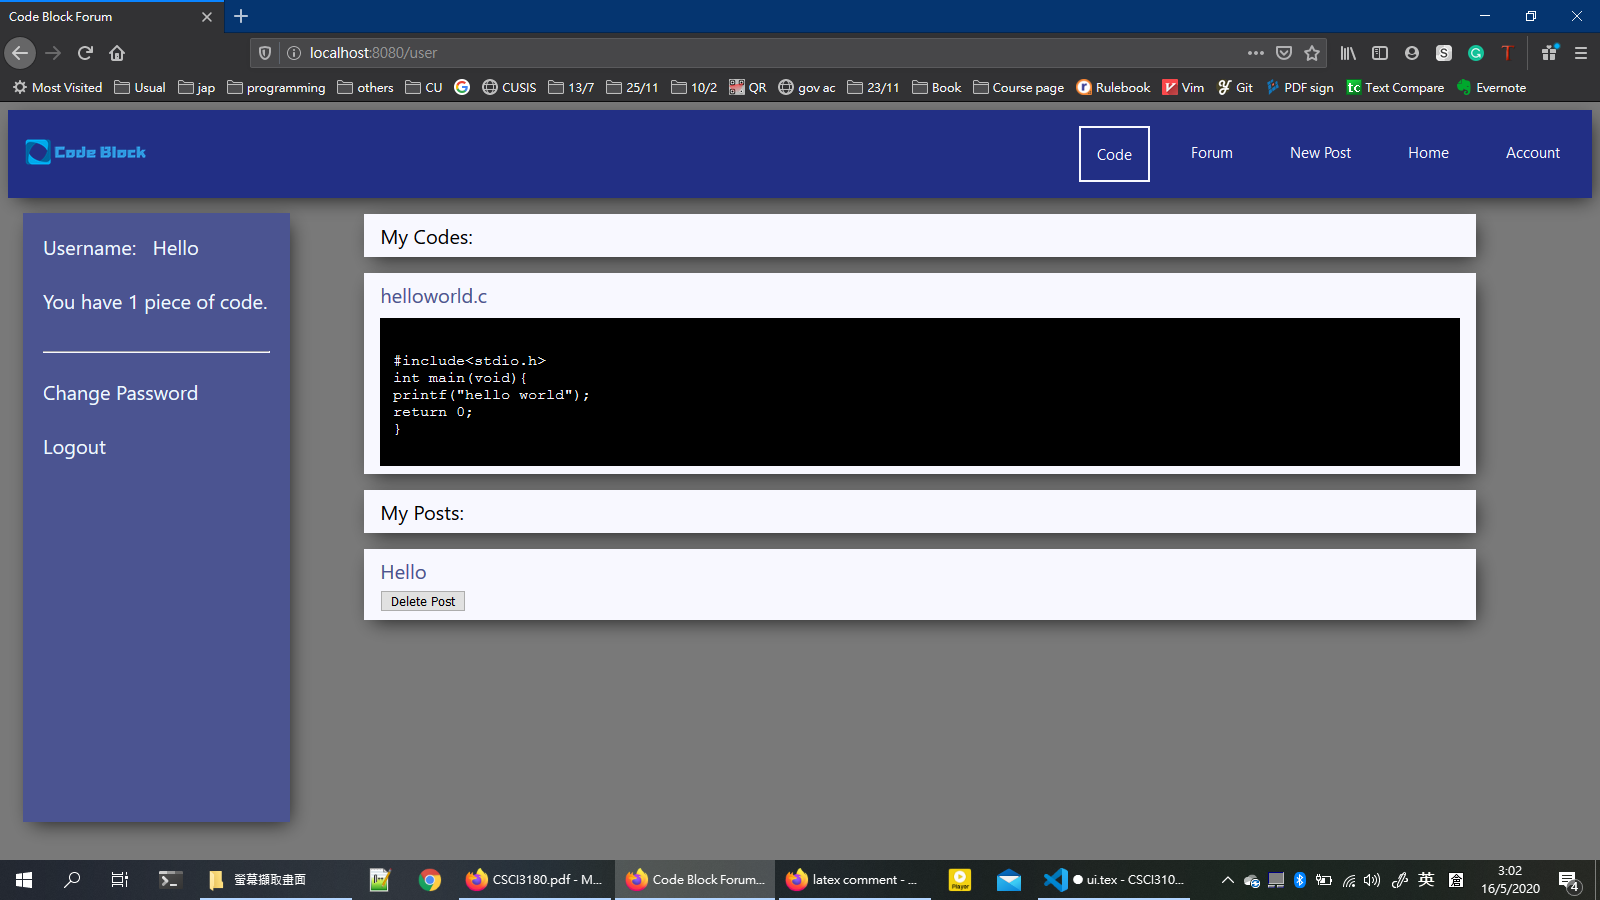 Code Block Forum
localhost:8080/user
Most Visited Usual jap programming others CU CUSIS 13/7 25/11 10/2 QR gov ac 23/11 Book Course page Rulebook Vim Git PDF sign Text Compare Evernote
Code Block
Code Forum New Post Home Account
Username: Hello
You have 1 piece of code.
Change Password
Logout
My Codes:
helloworld.c
#include<stdio.h>
int main(void){
printf("hello world");
return 0;
}
My Posts:
Hello
Delete Post
螢幕擷取畫面
CSCI3180.pdf - M...
Code Block Forum...
latex comment - ...
Player
ui.tex - CSCI310...
英
倉
3:02
16/5/2020
4